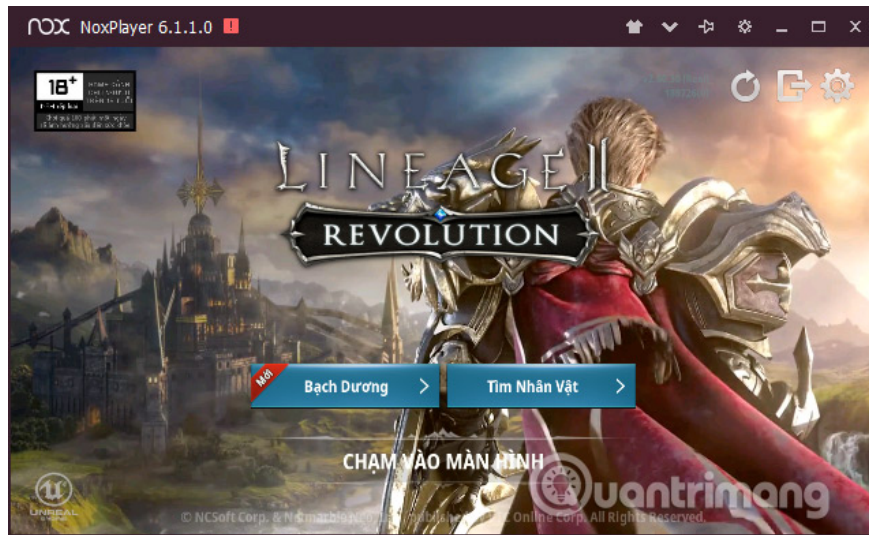 NOX NoxPlayer 6.1.1.0
18+
LINEAGE II
REVOLUTION
Mới
Bạch Dương
Tìm Nhân Vật
CHẠM VÀO MÀN HÌNH
UNREAL
uantrimang
© NCSoft Corp. & Online Corp. All Rights Reserved.